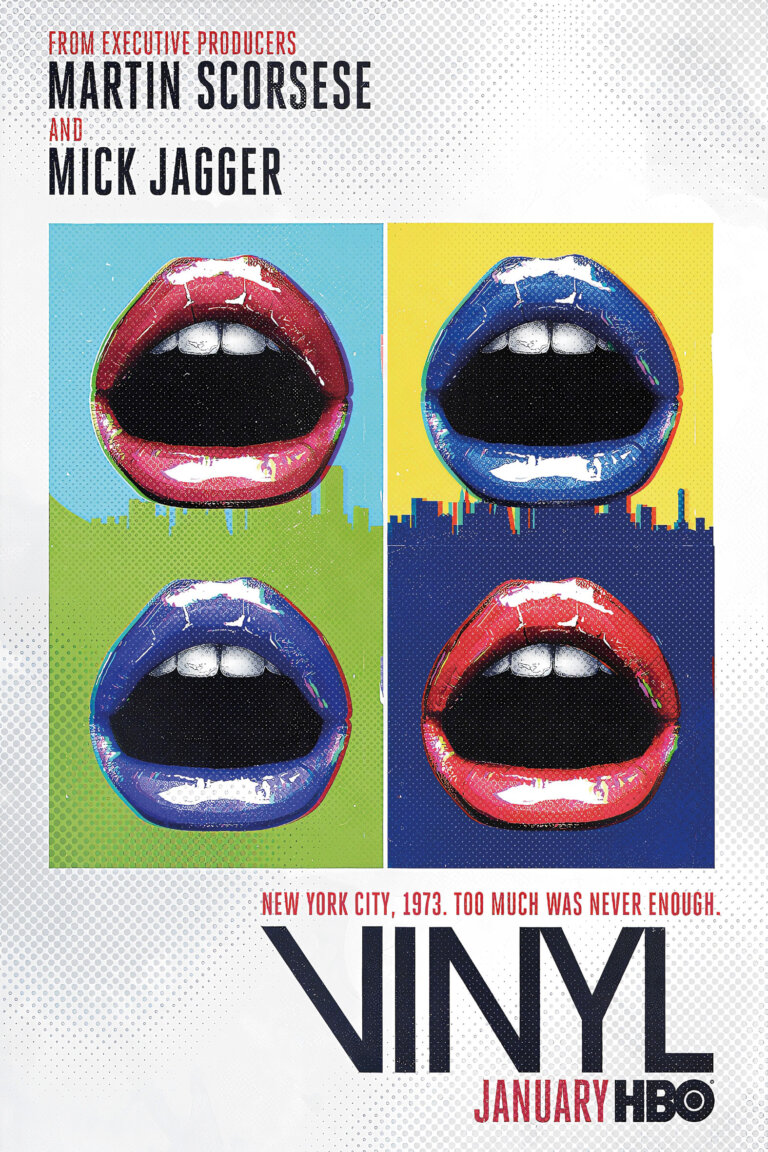 FROM EXECUTIVE PRODUCERS
MARTIN SCORSESE
AND
MICK JAGGER
NEW YORK CITY, 1973. TOO MUCH WAS NEVER ENOUGH.
VINYL
JANUARY HBO